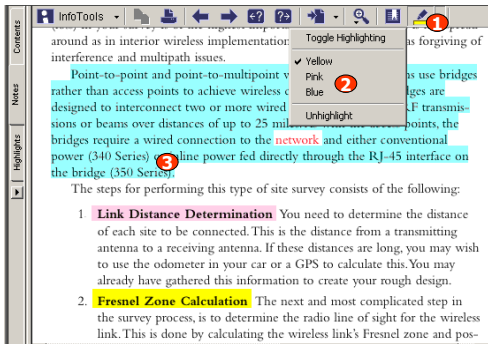 InfoTools
1
Contents
Notes
Highlights
Toggle Highlighting
Yellow
Pink
Blue
Unhighlight
2
around as in interior wireless implementation as forgiving of
interference and multipath issues.
Point-to-point and point-to-multipoint use bridges
rather than access points to achieve wireless are
designed to interconnect two or more wired transmis-
sions or beams over distances of up to 25 points, the
bridges require a wired connection to the network and either conventional
power (340 Series) line power fed directly through the RJ-45 interface on
the bridge (350 Series).
3
The steps for performing this type of site survey consists of the following:
1. Link Distance Determination You need to determine the distance
of each site to be connected. This is the distance from a transmitting
antenna to a receiving antenna. If these distances are long, you may wish
to use the odometer in your car or a GPS to calculate this. You may
already have gathered this information to create your rough design.
2. Fresnel Zone Calculation The next and most complicated step in
the survey process, is to determine the radio line of sight for the wireless
link. This is done by calculating the wireless link's Fresnel zone and pos-